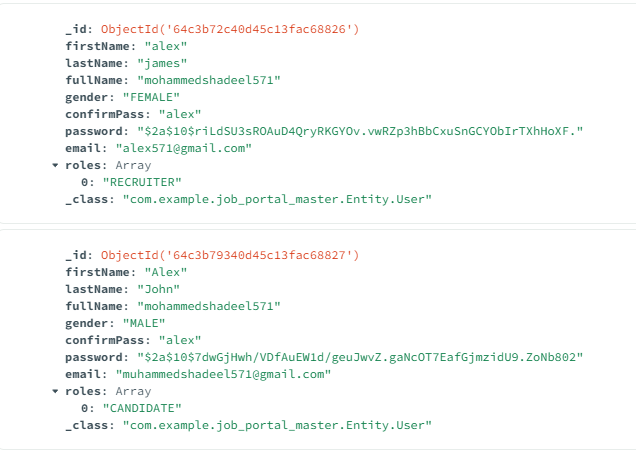 _id: ObjectId('64c3b72c40d45c13fac68826')
firstName: "alex"
lastName: "james"
fullName: "mohammedshadeel571"
gender: "FEMALE"
confirmPass: "alex"
password: "$2a$10$riLdSU3sROAuD4QryRKGYOv.vwRZp3hBbCxuSnGCYObIrTXhHoXF."
email: "alex571@gmail.com"
roles: Array
0: "RECRUITER"
_class: "com.example.job_portal_master.Entity.User"
_id: ObjectId('64c3b79340d45c13fac68827')
firstName: "Alex"
lastName: "John"
fullName: "mohammedshadeel571"
gender: "MALE"
confirmPass: "alex"
password: "$2a$10$7dwGjHwh/VDfAuEW1d/geuJwvZ.gaNcOT7EafGjmzidU9.ZoNb802"
email: "muhammedshadeel571@gmail.com"
roles: Array
0: "CANDIDATE"
_class: "com.example.job_portal_master.Entity.User"